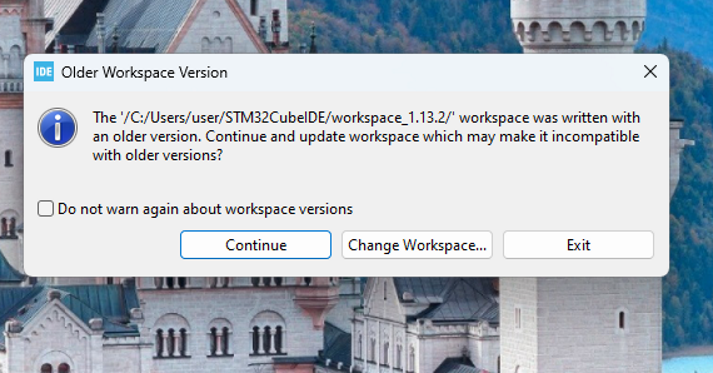 IDE Older Workspace Version
The '/C:/Users/user/STM32CubeIDE/workspace_1.13.2/' workspace was written with
an older version. Continue and update workspace which may make it incompatible
with older versions?
Do not warn again about workspace versions
Continue Change Workspace... Exit